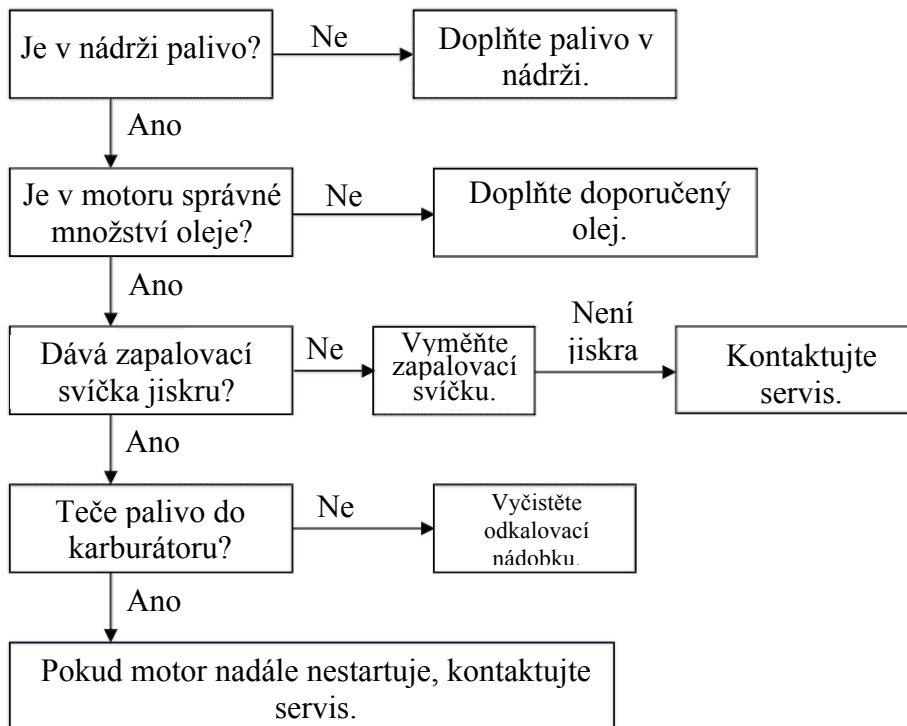 Je v nádrži palivo?
Ne
Doplňte palivo v
nádrži.
Ano
Je v motoru správné
množství oleje?
Ne
Doplňte doporučený
olej.
Ano
Dává zapalovací
svíčka jiskru?
Ne
Vyměňte
zapalovací
svíčku.
Není
jiskra
Kontaktujte
servis.
Ano
Teče palivo do
karburátoru?
Ne
Vyčistěte
odkalovací
nádobku.
Ano
Pokud motor nadále nestartuje, kontaktujte
servis.